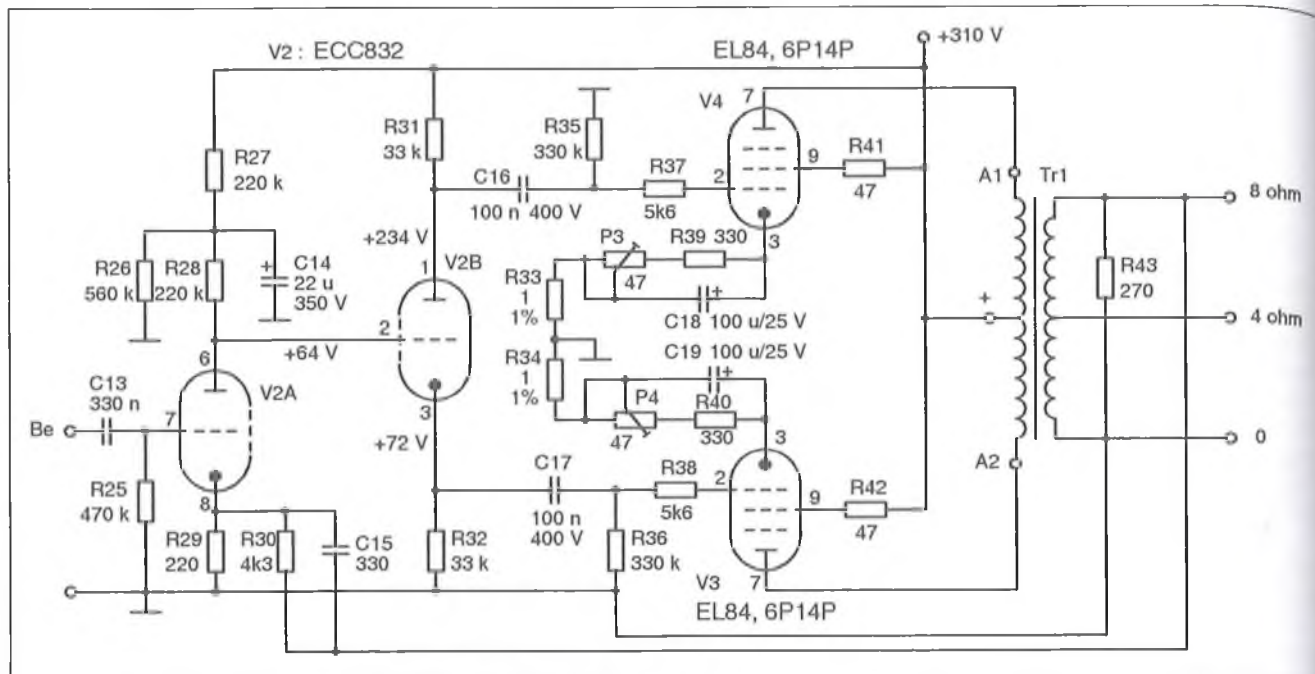 V2 : ECC832
EL84, 6P14P
+310 V
R27
220 k
R31
33 k
R35
330 k
C16
100 n 400 V
R37
5k6
V4
7
2
9
3
R41
47
A1
Tr1
8 ohm
R26
560 k
R28
220 k
C14
+
22 u
350 V
+234 V
1
V2B
2
3
+64 V
+72 V
P3
47
R39 330
+
C18 100 u/25 V
R33
1
1%
R34
1
1%
C19 100 u/25 V
+
P4
47
R40
330
+
R43
270
4 ohm
0
A2
6
V2A
7
8
C13
330 n
Be
R25
470 k
R29
220
R30
4k3
C15
330
R32
33 k
C17
100 n
400 V
R38
5k6
R36
330 k
3
2
9
7
V3
R42
47
EL84, 6P14P